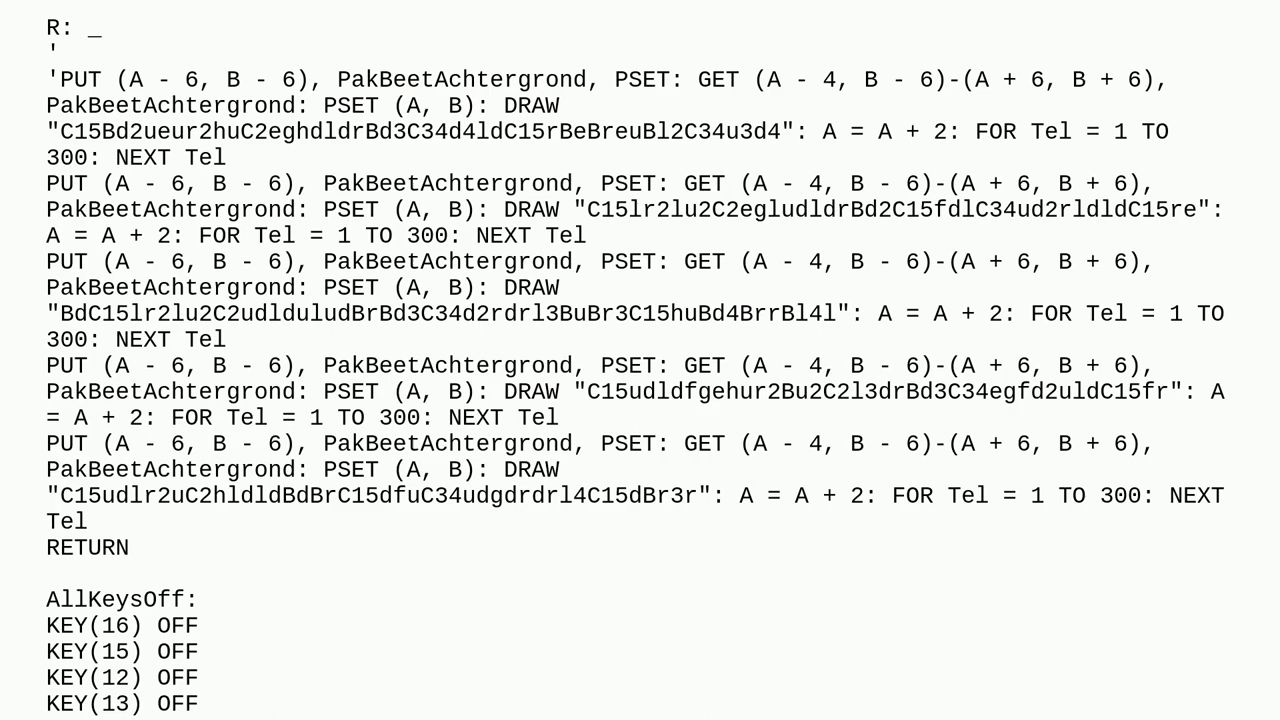 R: _
'
'PUT (A - 6, B - 6), PakBeetAchtergrond, PSET: GET (A - 4, B - 6)-(A + 6, B + 6),
PakBeetAchtergrond: PSET (A, B): DRAW
"C15Bd2ueur2huC2eghdldrBd3C34d4ldC15rBeBreuBl2C34u3d4": A = A + 2: FOR Tel = 1 TO
300: NEXT Tel
PUT (A - 6, B - 6), PakBeetAchtergrond, PSET: GET (A - 4, B - 6)-(A + 6, B + 6),
PakBeetAchtergrond: PSET (A, B): DRAW "C15lr2lu2C2egludldrBd2C15fdlC34ud2rldldC15re":
A = A + 2: FOR Tel = 1 TO 300: NEXT Tel
PUT (A - 6, B - 6), PakBeetAchtergrond, PSET: GET (A - 4, B - 6)-(A + 6, B + 6),
PakBeetAchtergrond: PSET (A, B): DRAW
"BdC15lr2lu2C2udlduludBrBd3C34d2rdrl3BuBr3C15huBd4BrrBl4l": A = A + 2: FOR Tel = 1 TO
300: NEXT Tel
PUT (A - 6, B - 6), PakBeetAchtergrond, PSET: GET (A - 4, B - 6)-(A + 6, B + 6),
PakBeetAchtergrond: PSET (A, B): DRAW "C15udldfgehur2Bu2C2l3drBd3C34egfd2uldC15fr": A
= A + 2: FOR Tel = 1 TO 300: NEXT Tel
PUT (A - 6, B - 6), PakBeetAchtergrond, PSET: GET (A - 4, B - 6)-(A + 6, B + 6),
PakBeetAchtergrond: PSET (A, B): DRAW
"C15udlr2uC2hldldBdBrC15dfuC34udgdrdrl4C15dBr3r": A = A + 2: FOR Tel = 1 TO 300: NEXT
Tel
RETURN

AllKeysOff:
KEY(16) OFF
KEY(15) OFF
KEY(12) OFF
KEY(13) OFF